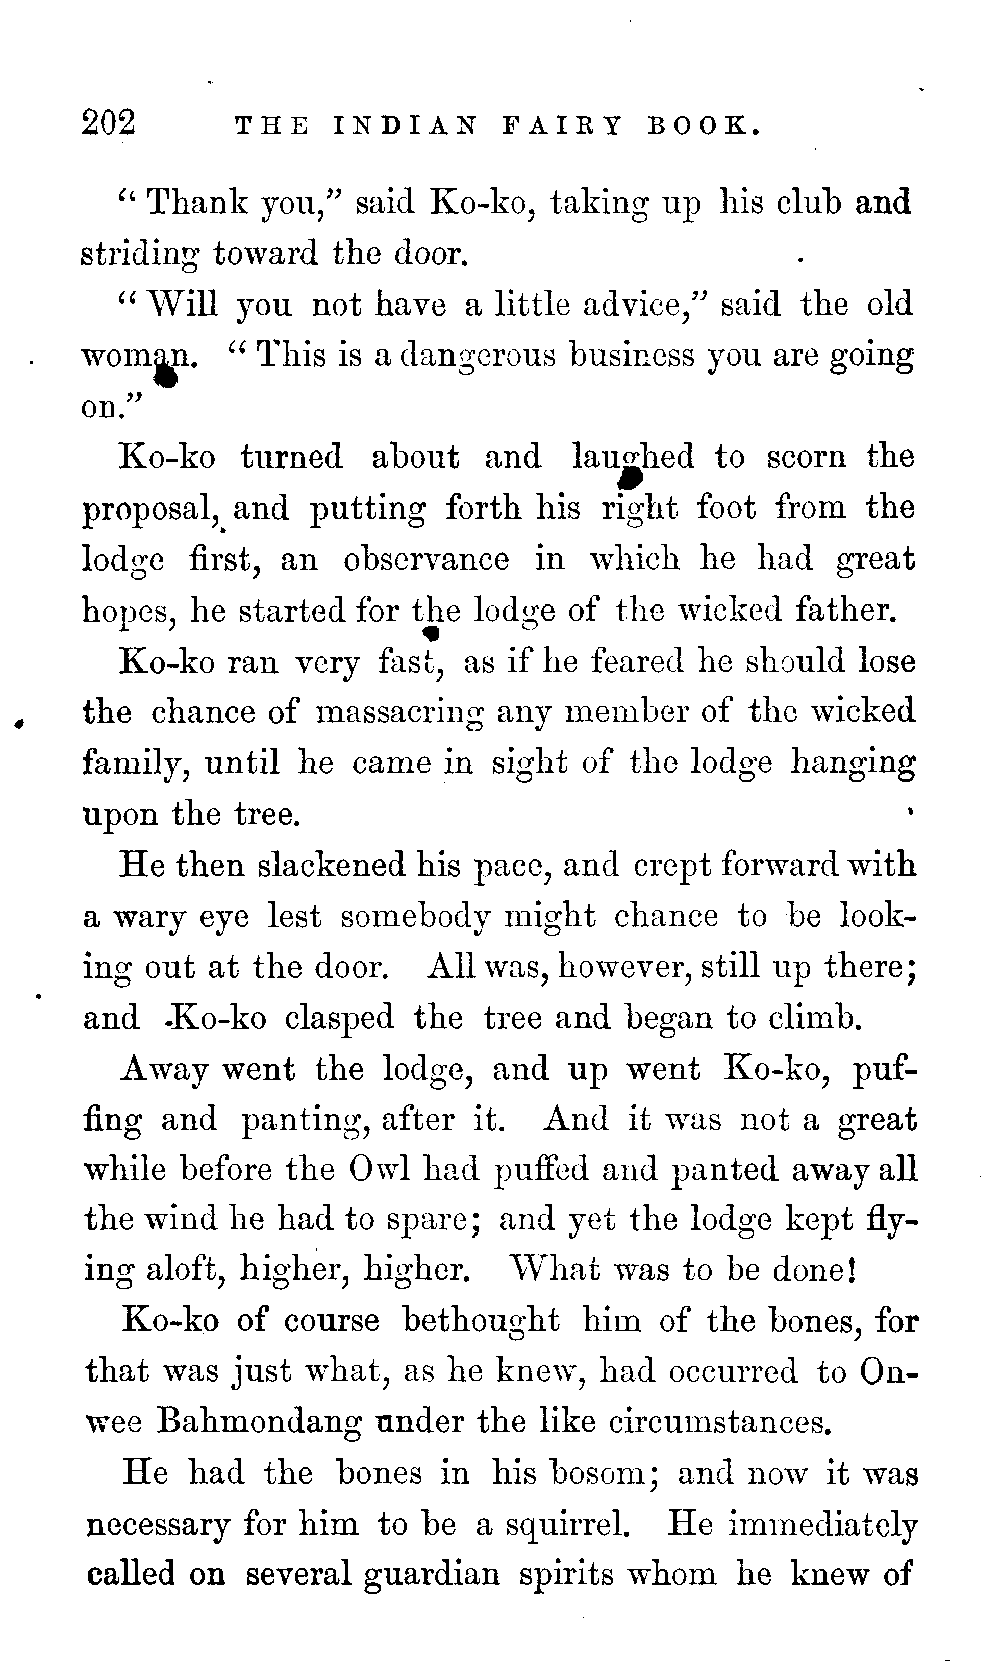 202 THE INDIAN FAIRY BOOK.
“Thank you,” said Ko-ko, taking up his club and
striding toward the door.
“Will you not have a little advice,” said the old
woman. “This is a dangerous business you are going
on.”
Ko-ko turned about and laughed to scorn the
proposal, and putting forth his right foot from the
lodge first, an observance in which he had great
hopes, he started for the lodge of the wicked father.
Ko-ko ran very fast, as if he feared he should lose
the chance of massacring any member of the wicked
family, until he came in sight of the lodge hanging
upon the tree.
He then slackened his pace, and crept forward with
a wary eye lest somebody might chance to be look-
ing out at the door. All was, however, still up there;
and Ko-ko clasped the tree and began to climb.
Away went the lodge, and up went Ko-ko, puf-
fing and panting, after it. And it was not a great
while before the Owl had puffed and panted away all
the wind he had to spare; and yet the lodge kept fly-
ing aloft, higher, higher. What was to be done!
Ko-ko of course bethought him of the bones, for
that was just what, as he knew, had occurred to On-
wee Bahmondang under the like circumstances.
He had the bones in his bosom; and now it was
necessary for him to be a squirrel. He immediately
called on several guardian spirits whom he knew of